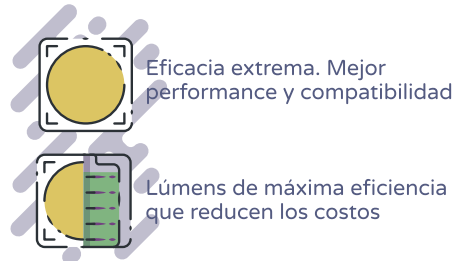 Eficacia extrema. Mejor
performance y compatibilidad
Lúmens de máxima eficiencia
que reducen los costos